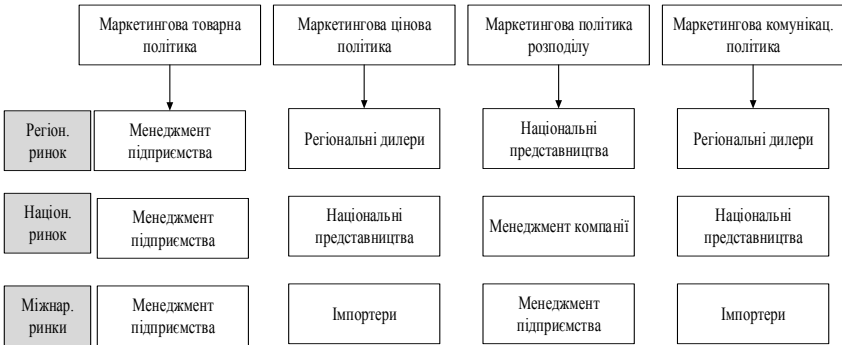 Маркетингова товарна
політика
Маркетингова цінова
політика
Маркетингова політика
розподілу
Маркетингова комунікац.
політика
Регіон.
ринок
Менеджмент
підприємства
Регіональні дилери
Національні
представництва
Регіональні дилери
Націон.
ринок
Менеджмент
підприємства
Національні
представництва
Менеджмент компанії
Національні
представництва
Міжнар.
ринки
Менеджмент
підприємства
Імпортери
Менеджмент
підприємства
Імпортери